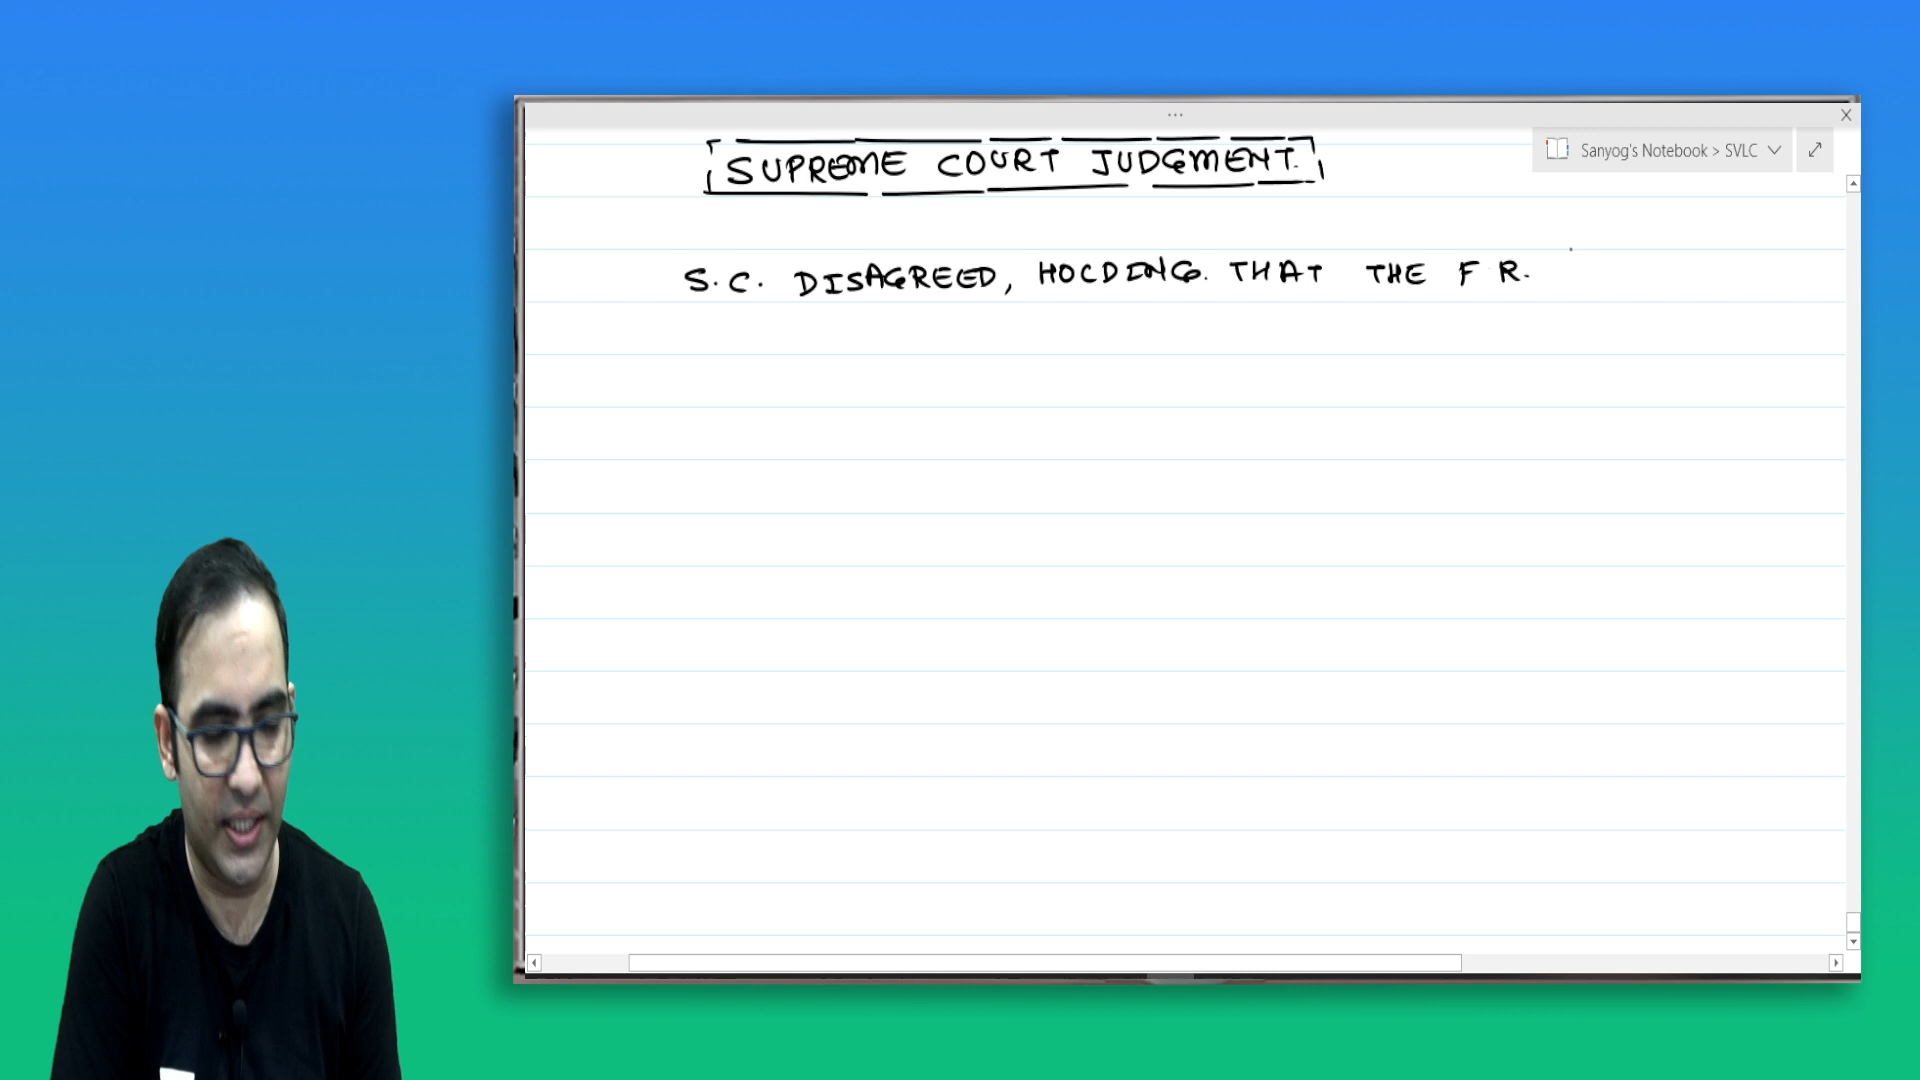 SUPREME COURT JUDGMENT.
Sanyog's Notebook > SVLC
S.C. DISAGREED, HOLDING. THAT THE F R.